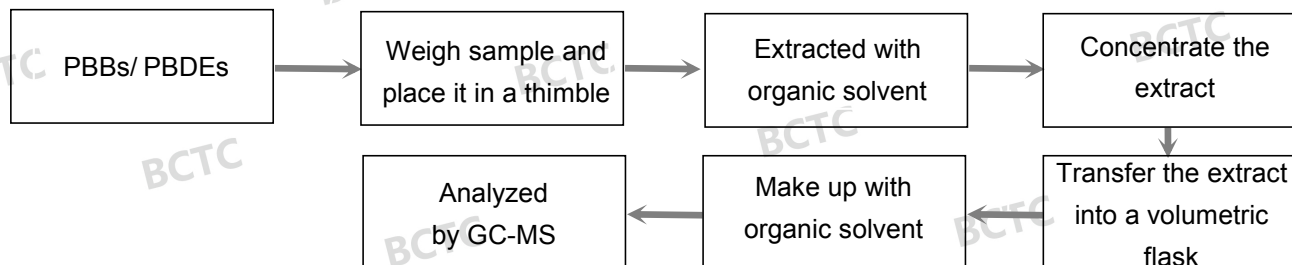 PBBs/ PBDEs
Weigh sample and
place it in a thimble
Extracted with
organic solvent
Concentrate the
extract
Transfer the extract
into a volumetric
flask
Make up with
organic solvent
Analyzed
by GC-MS
TC
BCTC
BCTC
BCTC
BCTC
BCTC
BCTC